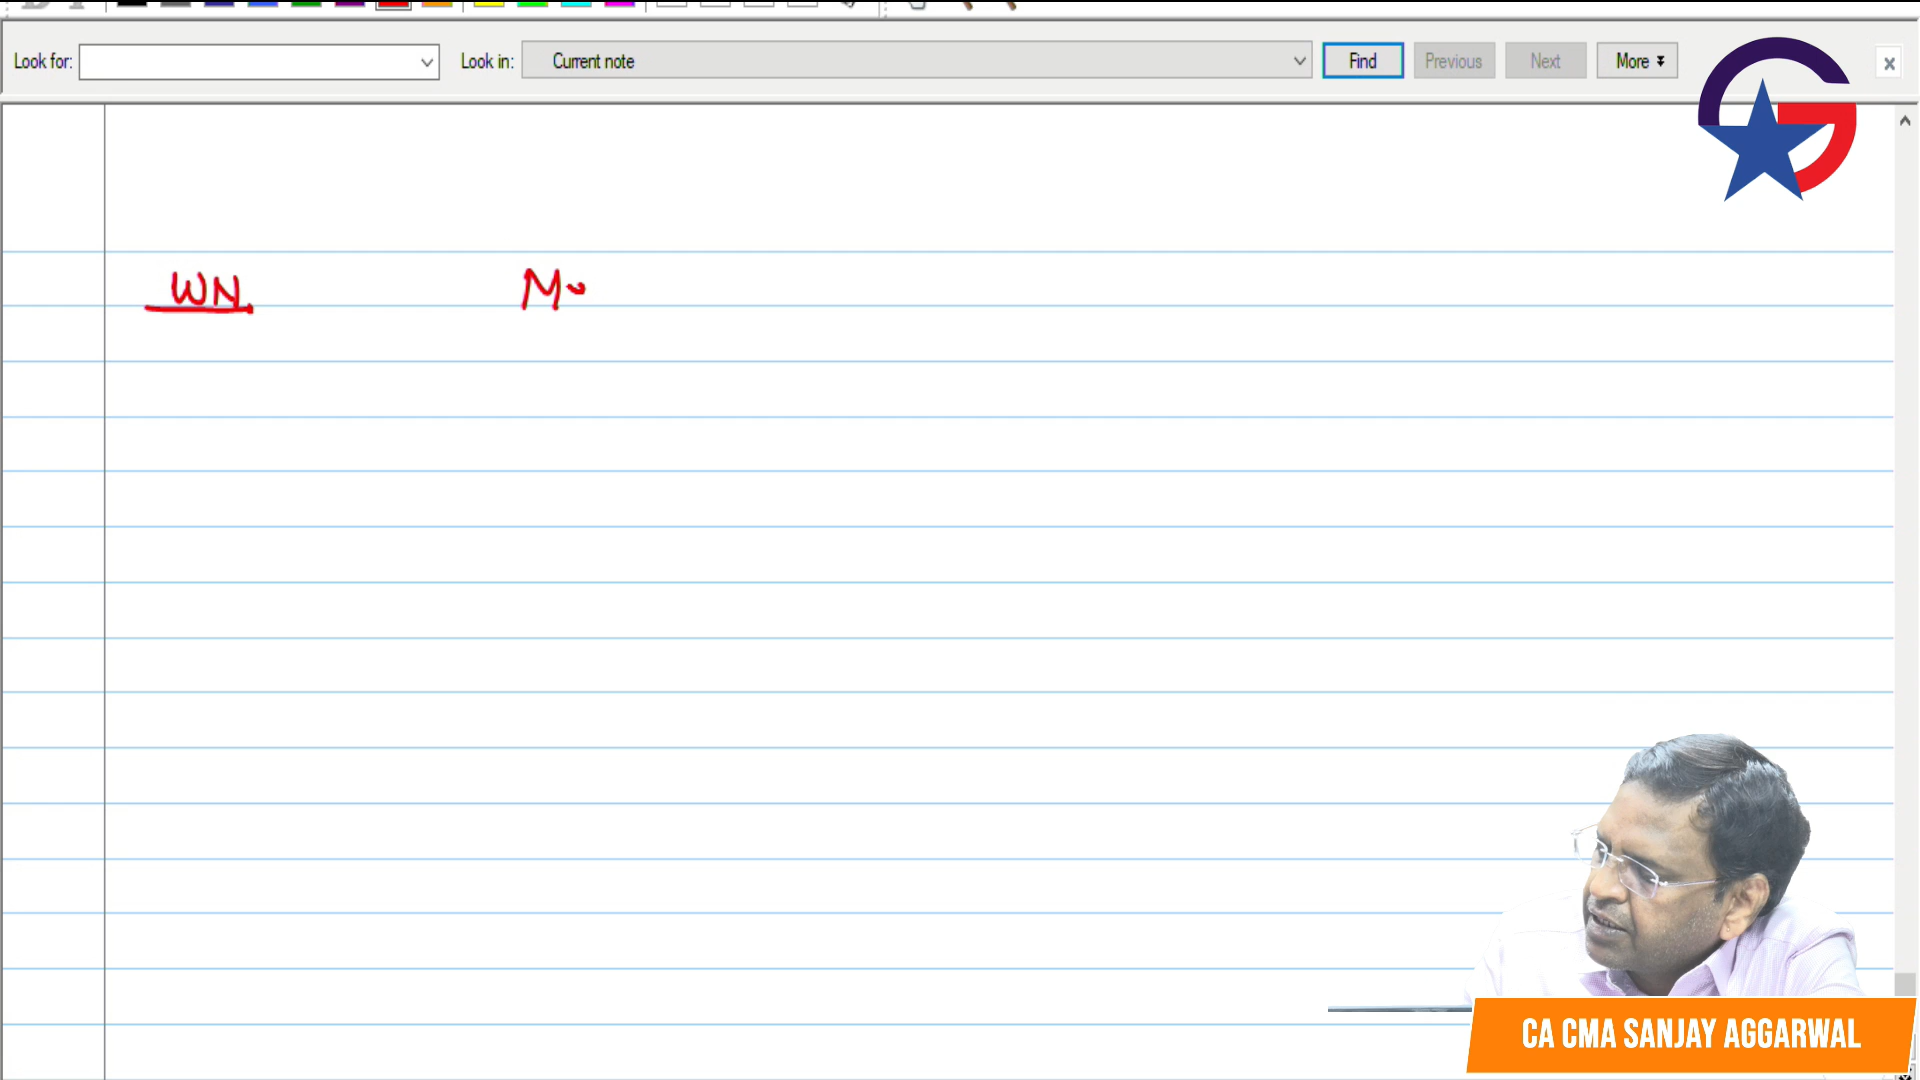 Look for: Look in: Current note Find Previous Next More
WN.
CA CMA SANJAY AGGARWAL